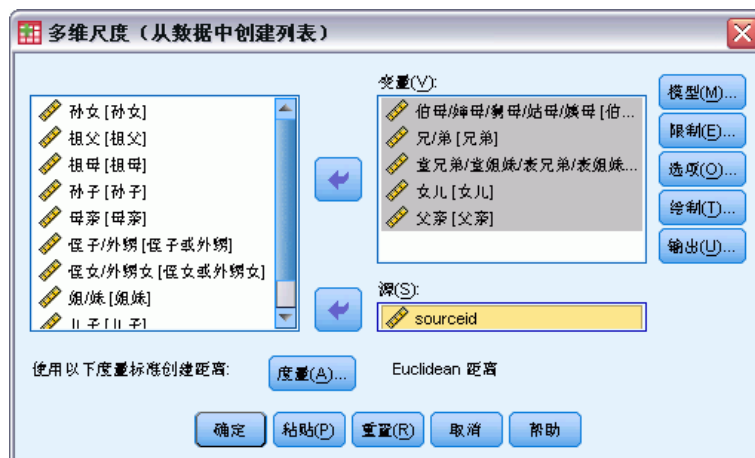 多维尺度（从数据中创建列表）
孙女 [孙女]
祖父 [祖父]
祖母 [祖母]
孙子 [孙子]
母亲 [母亲]
侄子/外甥 [侄子或外甥]
侄女/外甥女 [侄女或外甥女]
姐/妹 [姐妹]
儿子 [儿子]
变量(V):
伯母/婶母/舅母/姑母/姨母 [伯...
兄/弟 [兄弟]
堂兄弟/堂姐妹/表兄弟/表姐妹...
女儿 [女儿]
父亲 [父亲]
源(S):
sourceid
模型(M)...
限制(E)...
选项(O)...
绘制(T)...
输出(U)...
使用以下度量标准创建距离:
度量(A)...
Euclidean 距离
确定
粘贴(P)
重置(R)
取消
帮助